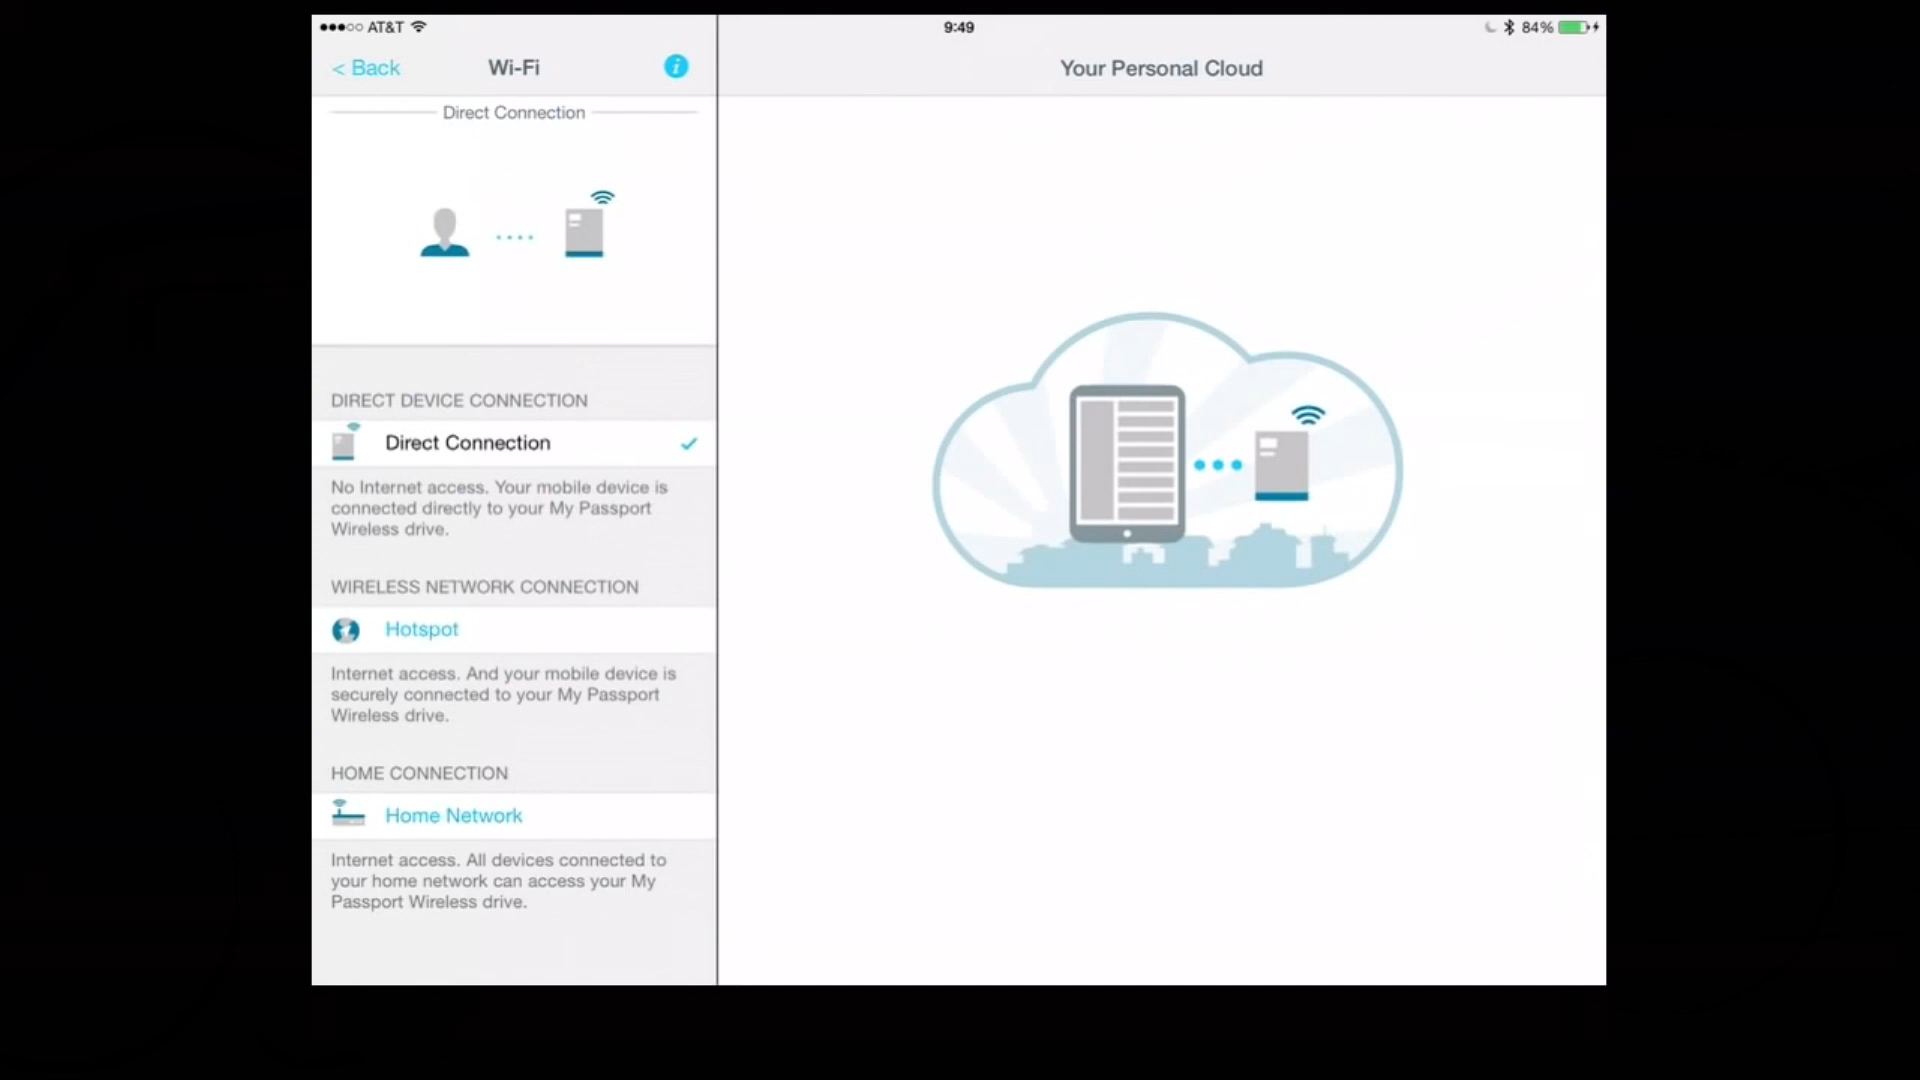 AT&T
9:49
84%
< Back
Wi-Fi
i
Your Personal Cloud
Direct Connection
DIRECT DEVICE CONNECTION
Direct Connection
No Internet access. Your mobile device is
connected directly to your My Passport
Wireless drive.
WIRELESS NETWORK CONNECTION
Hotspot
Internet access. And your mobile device is
securely connected to your My Passport
Wireless drive.
HOME CONNECTION
Home Network
Internet access. All devices connected to
your home network can access your My
Passport Wireless drive.